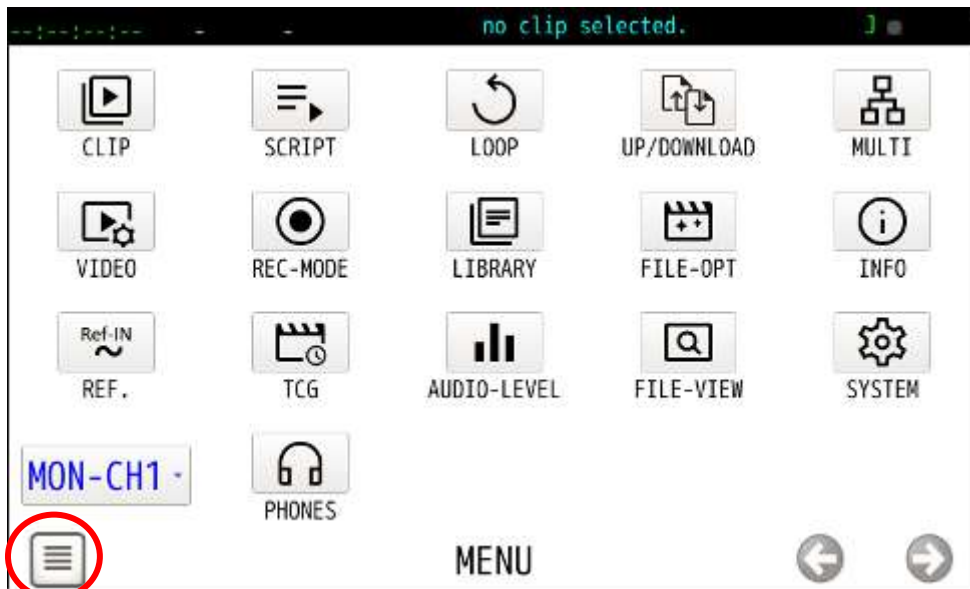 --:--:--:-- - - no clip selected. J
CLIP SCRIPT LOOP UP/DOWNLOAD MULTI
VIDEO REC-MODE LIBRARY FILE-OPT INFO
Ref-IN
REF. TCG AUDIO-LEVEL FILE-VIEW SYSTEM
MON-CH1
PHONES
MENU